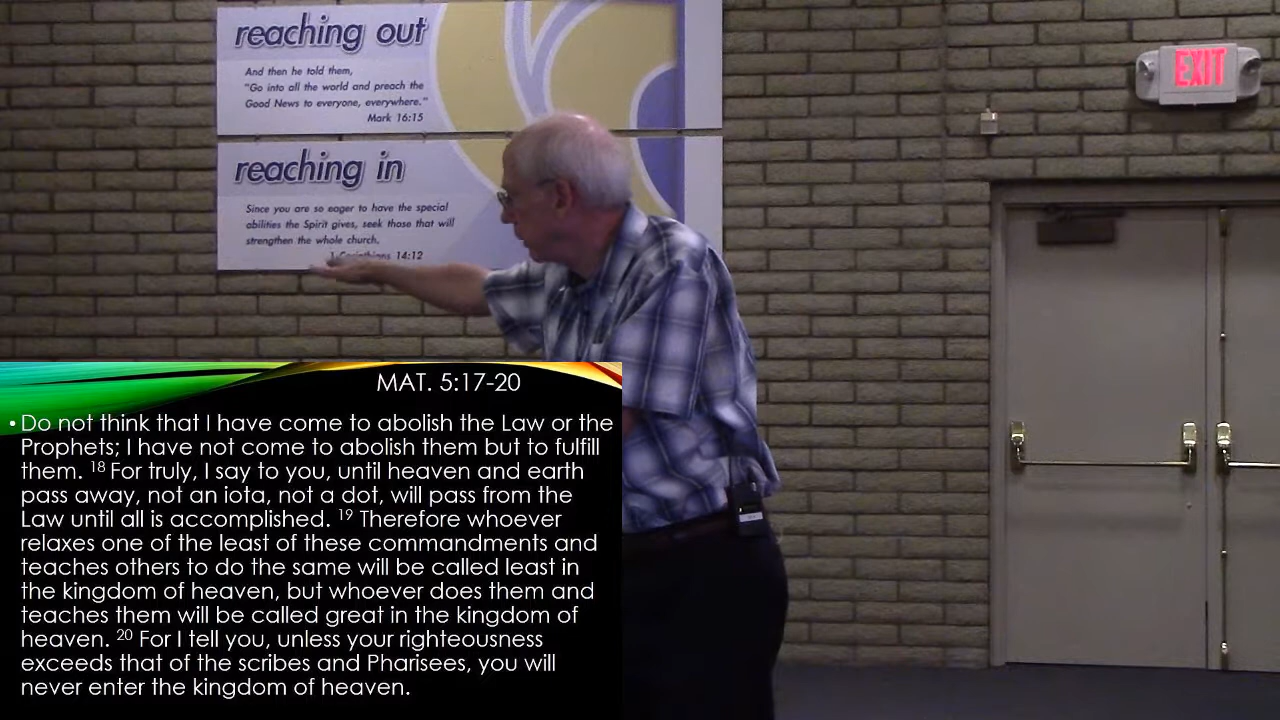 reaching out
And then he told them,
"Go into all the world and preach the
Good News to everyone, everywhere."
Mark 16:15
reaching in
Since you are so eager to have the special
abilities the Spirit gives, seek those that will
strengthen the whole church.
1 Corinthians 14:12
EXIT
MAT. 5:17-20
• Do not think that I have come to abolish the Law or the
Prophets; I have not come to abolish them but to fulfill
them. 18 For truly, I say to you, until heaven and earth
pass away, not an iota, not a dot, will pass from the
Law until all is accomplished. 19 Therefore whoever
relaxes one of the least of these commandments and
teaches others to do the same will be called least in
the kingdom of heaven, but whoever does them and
teaches them will be called great in the kingdom of
heaven. 20 For I tell you, unless your righteousness
exceeds that of the scribes and Pharisees, you will
never enter the kingdom of heaven.